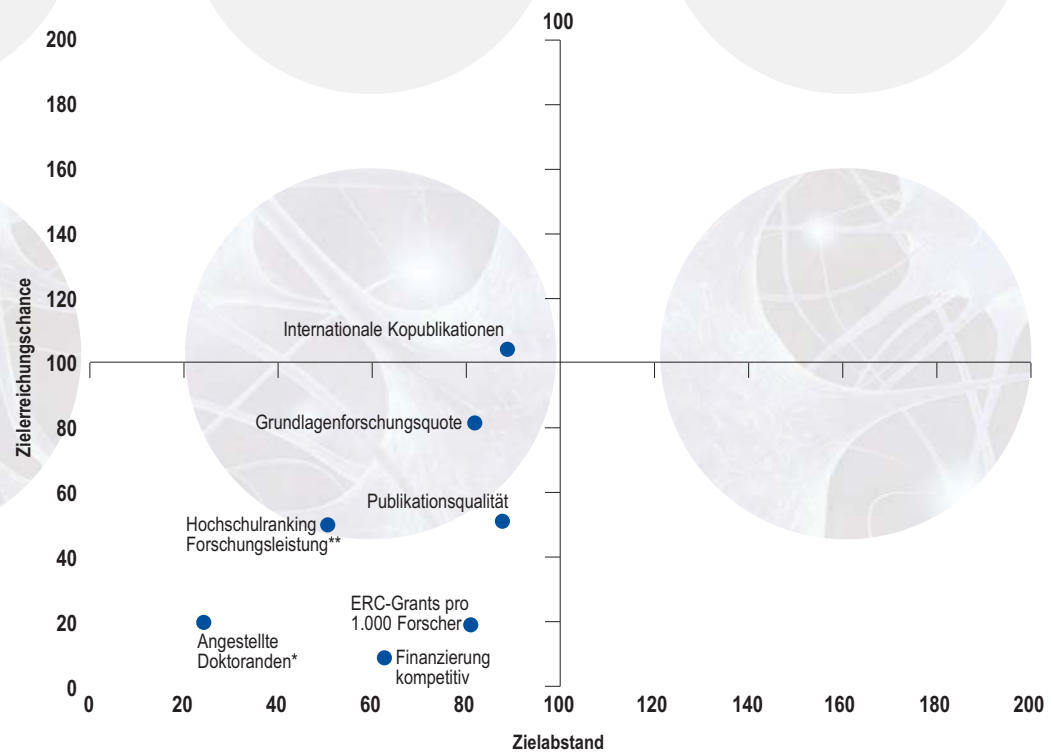 100
200
180
160
140
120
Internationale Kopublikationen
100
Zielerreichungschance
Grundlagenforschungsquote
80
60
Publikationsqualität
Hochschulranking
Forschungsleistung**
40
ERC-Grants pro
1.000 Forscher
20
Angestellte
Doktoranden*
Finanzierung
kompetitiv
0
0 20 40 60 80 100 120 140 160 180 200
Zielabstand